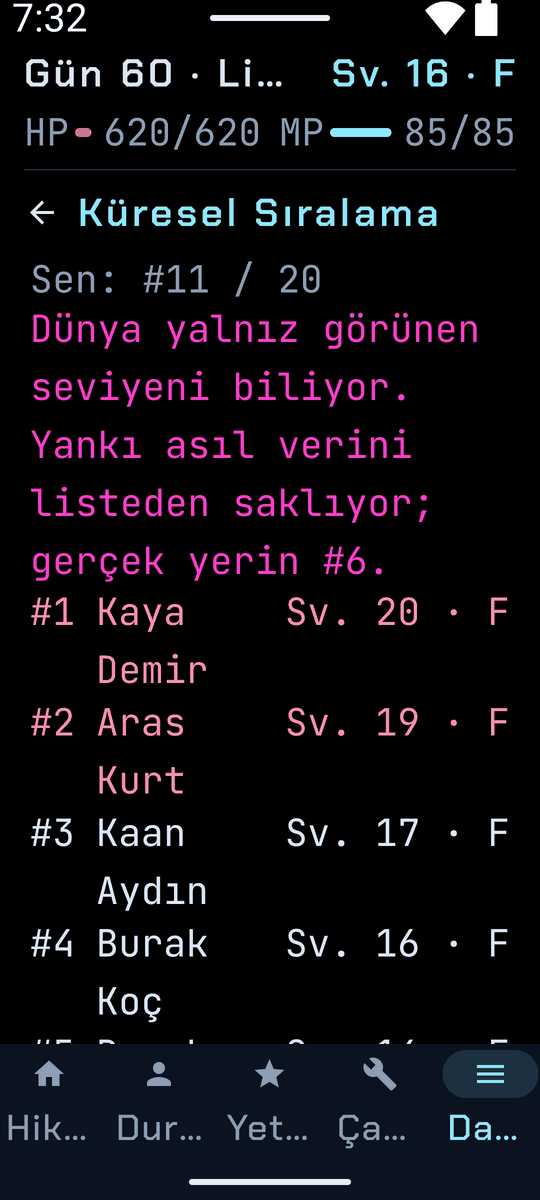 7:32
Gün 60 · Li... Sv. 16 · F
HP 620/620 MP 85/85
← Küresel Sıralama
Sen: #11 / 20
Dünya yalnız görünen
seviyeni biliyor.
Yankı asıl verini
listeden saklıyor;
gerçek yerin #6.
#1 Kaya Sv. 20 · F
Demir
#2 Aras Sv. 19 · F
Kurt
#3 Kaan Sv. 17 · F
Aydın
#4 Burak Sv. 16 · F
Koç
Hik... Dur... Yet... Ça... Da...